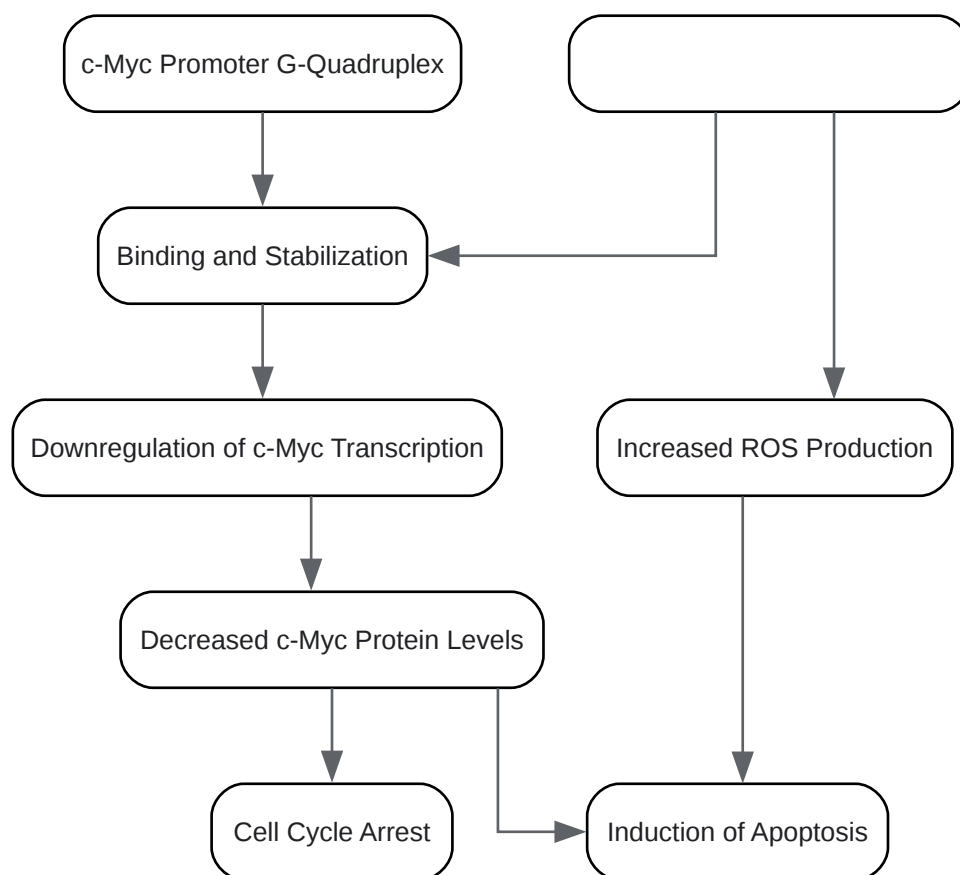 c-Myc Promoter G-Quadruplex
Binding and Stabilization
Downregulation of c-Myc Transcription
Increased ROS Production
Decreased c-Myc Protein Levels
Cell Cycle Arrest
Induction of Apoptosis